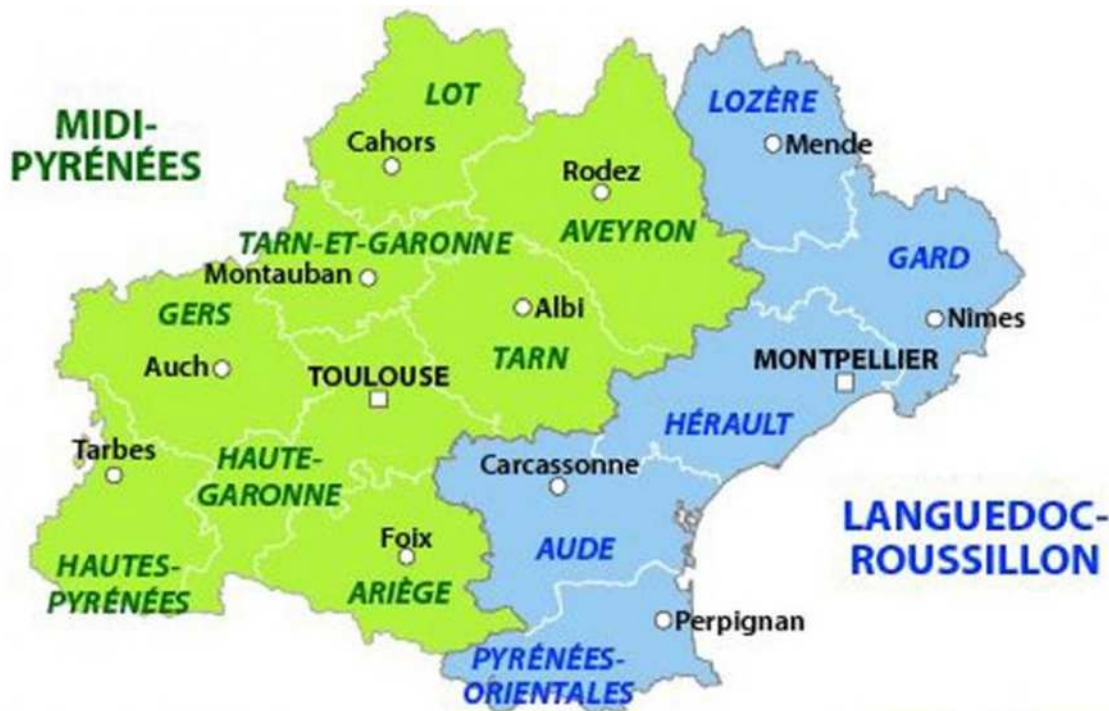 MIDI-
PYRÉNÉES
LOT
Cahors
LOZÈRE
Mende
Rodez
AVEYRON
TARN-ET-GARONNE
Montauban
GARD
Nîmes
GERS
Auch
Albi
TARN
TOULOUSE
MONTPELLIER
HÉRAULT
Tarbes
HAUTE-
GARONNE
Carcassonne
AUDE
LANGUEDOC-
ROUSSILLON
HAUTES-
PYRÉNÉES
Foix
ARIÈGE
Perpignan
PYRÉNÉES-
ORIENTALES